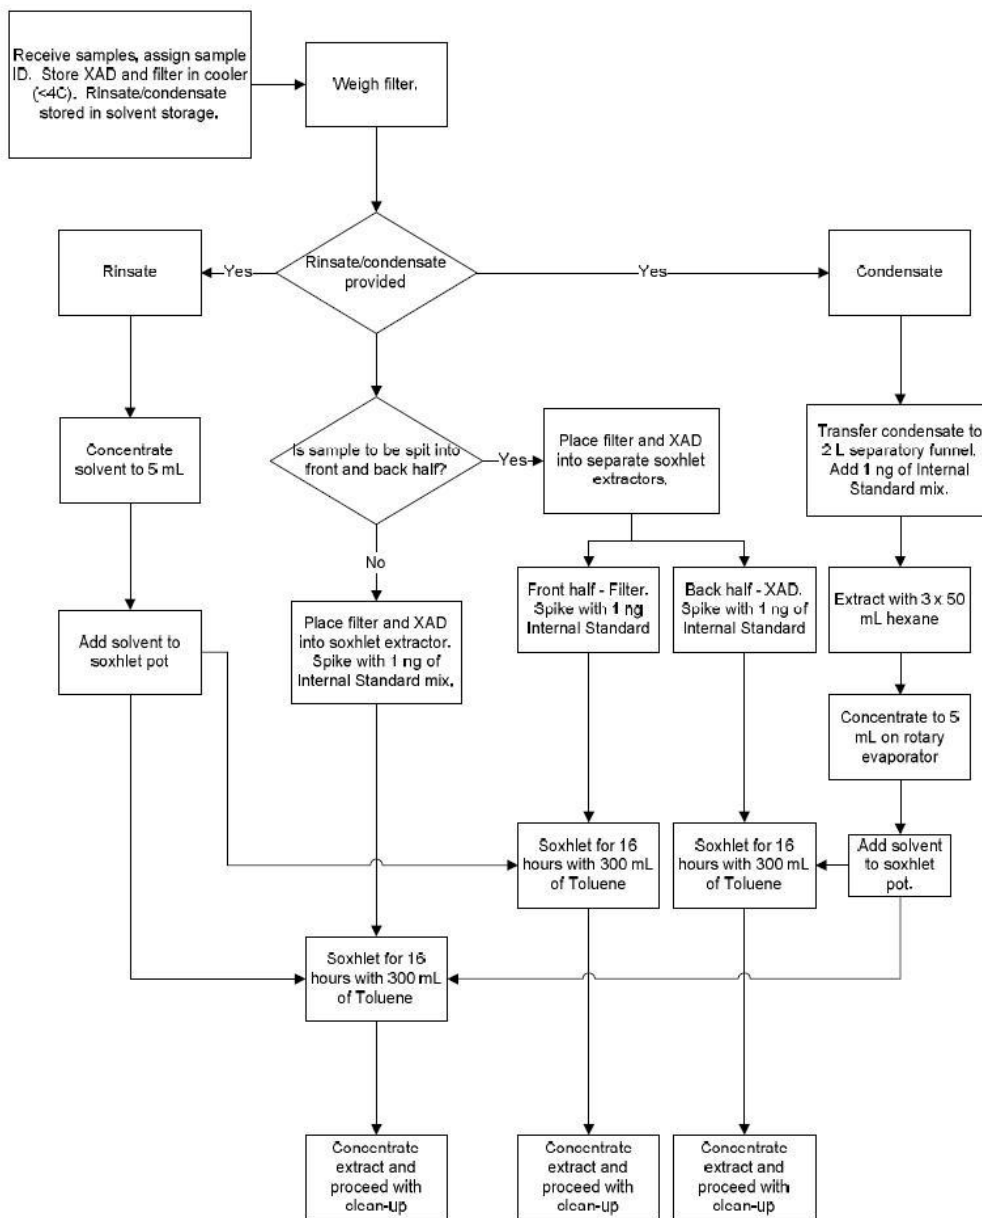 Receive samples, assign sample
ID. Store XAD and filter in cooler
(<4C). Rinsate/condensate
stored in solvent storage.
Weigh filter.
Rinsate
Yes
Rinsate/condensate
provided
Yes
Condensate
Concentrate
solvent to 5 mL
Is sample to be spit into
front and back half?
Yes
Place filter and XAD
into separate soxhlet
extractors.
Transfer condensate to
2 L separatory funnel.
Add 1 ng of Internal
Standard mix.
No
Add solvent to
soxhlet pot
Place filter and XAD
into soxhlet extractor.
Spike with 1 ng of
Internal Standard mix.
Front half - Filter.
Spike with 1 ng
Internal Standard
Back half - XAD.
Spike with 1 ng of
Internal Standard
Extract with 3 x 50
mL hexane
Concentrate to 5
mL on rotary
evaporator
Soxhlet for 16
hours with 300 mL
of Toluene
Soxhlet for 16
hours with 300 mL
of Toluene
Add solvent
to soxhlet
pot.
Soxhlet for 16
hours with 300 mL
of Toluene
Concentrate
extract and
proceed with
clean-up
Concentrate
extract and
proceed with
clean-up
Concentrate
extract and
proceed with
clean-up